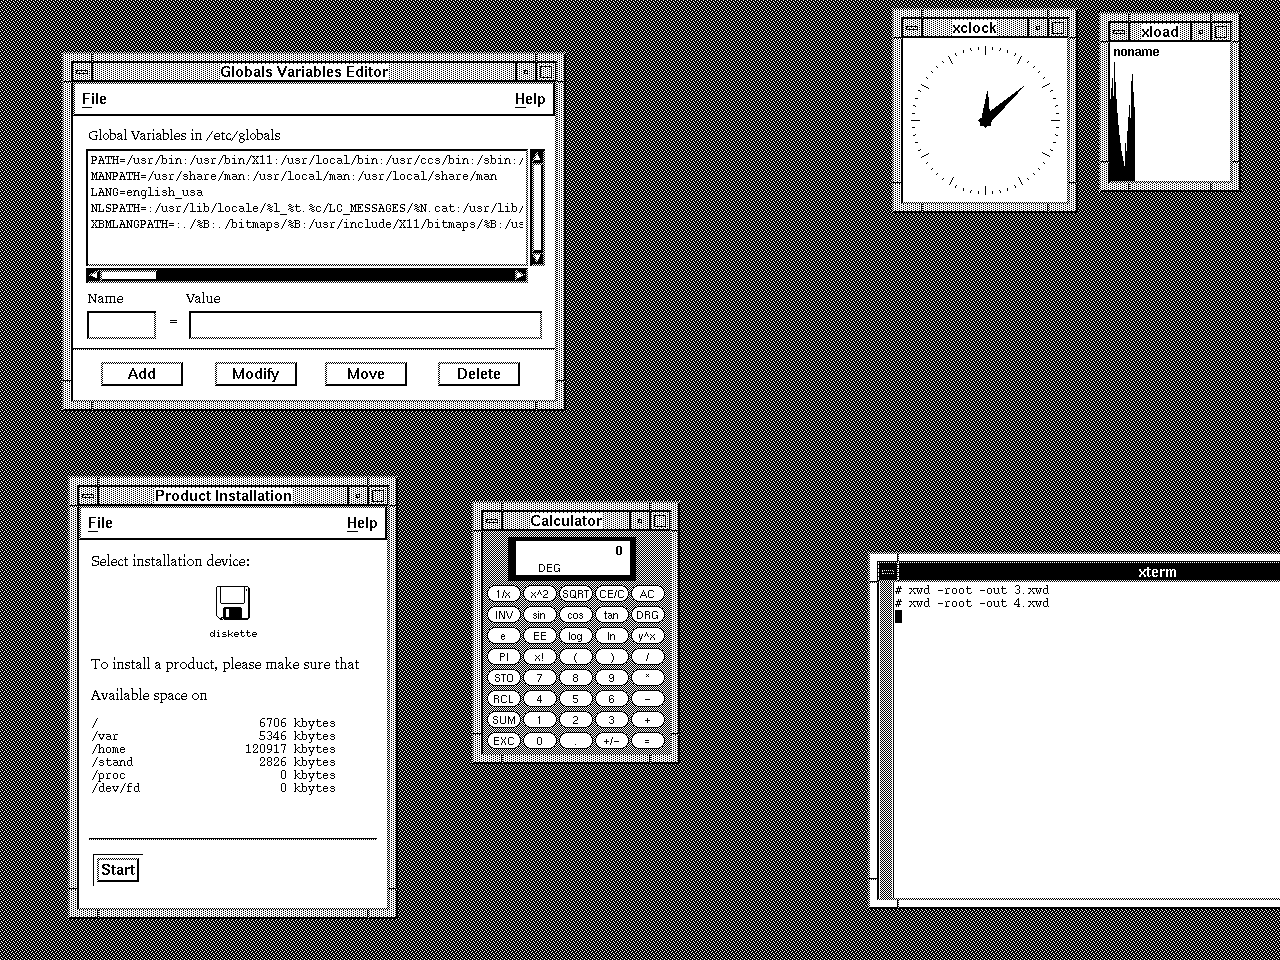 Globals Variables Editor
File Help
Global Variables in /etc/globals
PATH=/usr/bin:/usr/bin/X11:/usr/local/bin:/usr/ccs/bin:/sbin:/
MANPATH=/usr/share/man:/usr/local/man:/usr/local/share/man
LANG=english_usa
NLSPATH=:/usr/lib/locale/%l_%t.%c/LC_MESSAGES/%N.cat:/usr/lib/
XBMLANGPATH=:./%B:./bitmaps/%B:/usr/include/X11/bitmaps/%B:/us
Name Value
=
Add Modify Move Delete
xclock
xload
noname
Product Installation
File Help
Select installation device:
diskette
To install a product, please make sure that
Available space on
/ 6706 kbytes
/var 5346 kbytes
/home 120917 kbytes
/stand 2826 kbytes
/proc 0 kbytes
/dev/fd 0 kbytes
Start
Calculator
0
DEG
1/x x^2 SQRT CE/C AC
INV sin cos tan DRG
e EE log ln y^x
PI x! ( ) /
STO 7 8 9 *
RCL 4 5 6 -
SUM 1 2 3 +
EXC 0 . +/- =
xterm
# xwd -root -out 3.xwd
# xwd -root -out 4.xwd